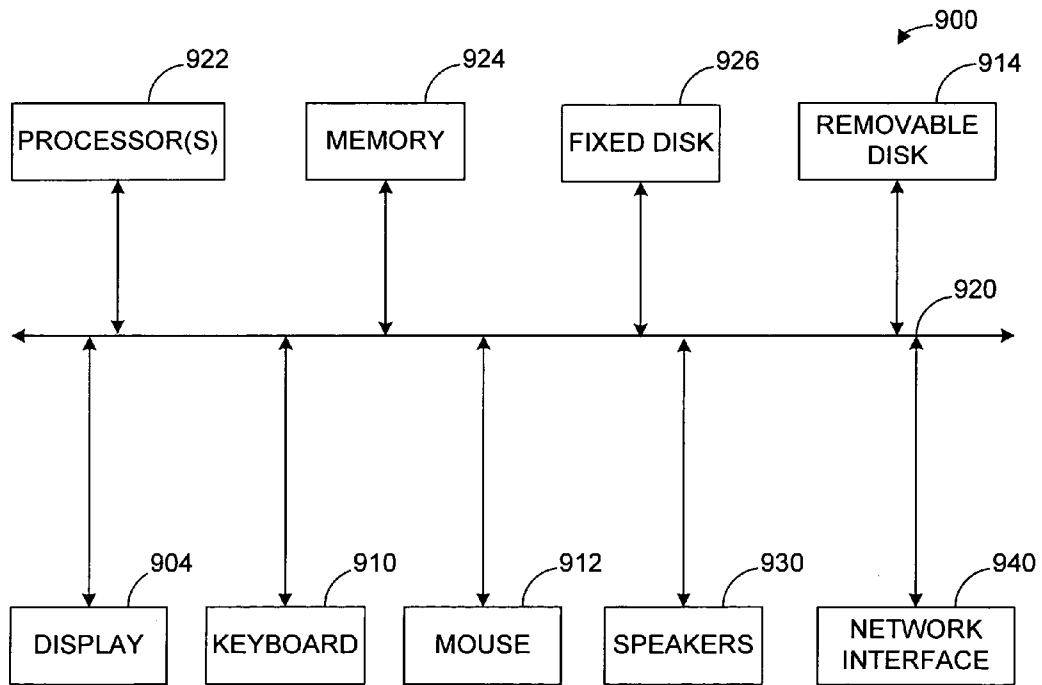 900
922
924
926
914
PROCESSOR(S)
MEMORY
FIXED DISK
REMOVABLE
DISK
920
904
910
912
930
940
DISPLAY
KEYBOARD
MOUSE
SPEAKERS
NETWORK
INTERFACE